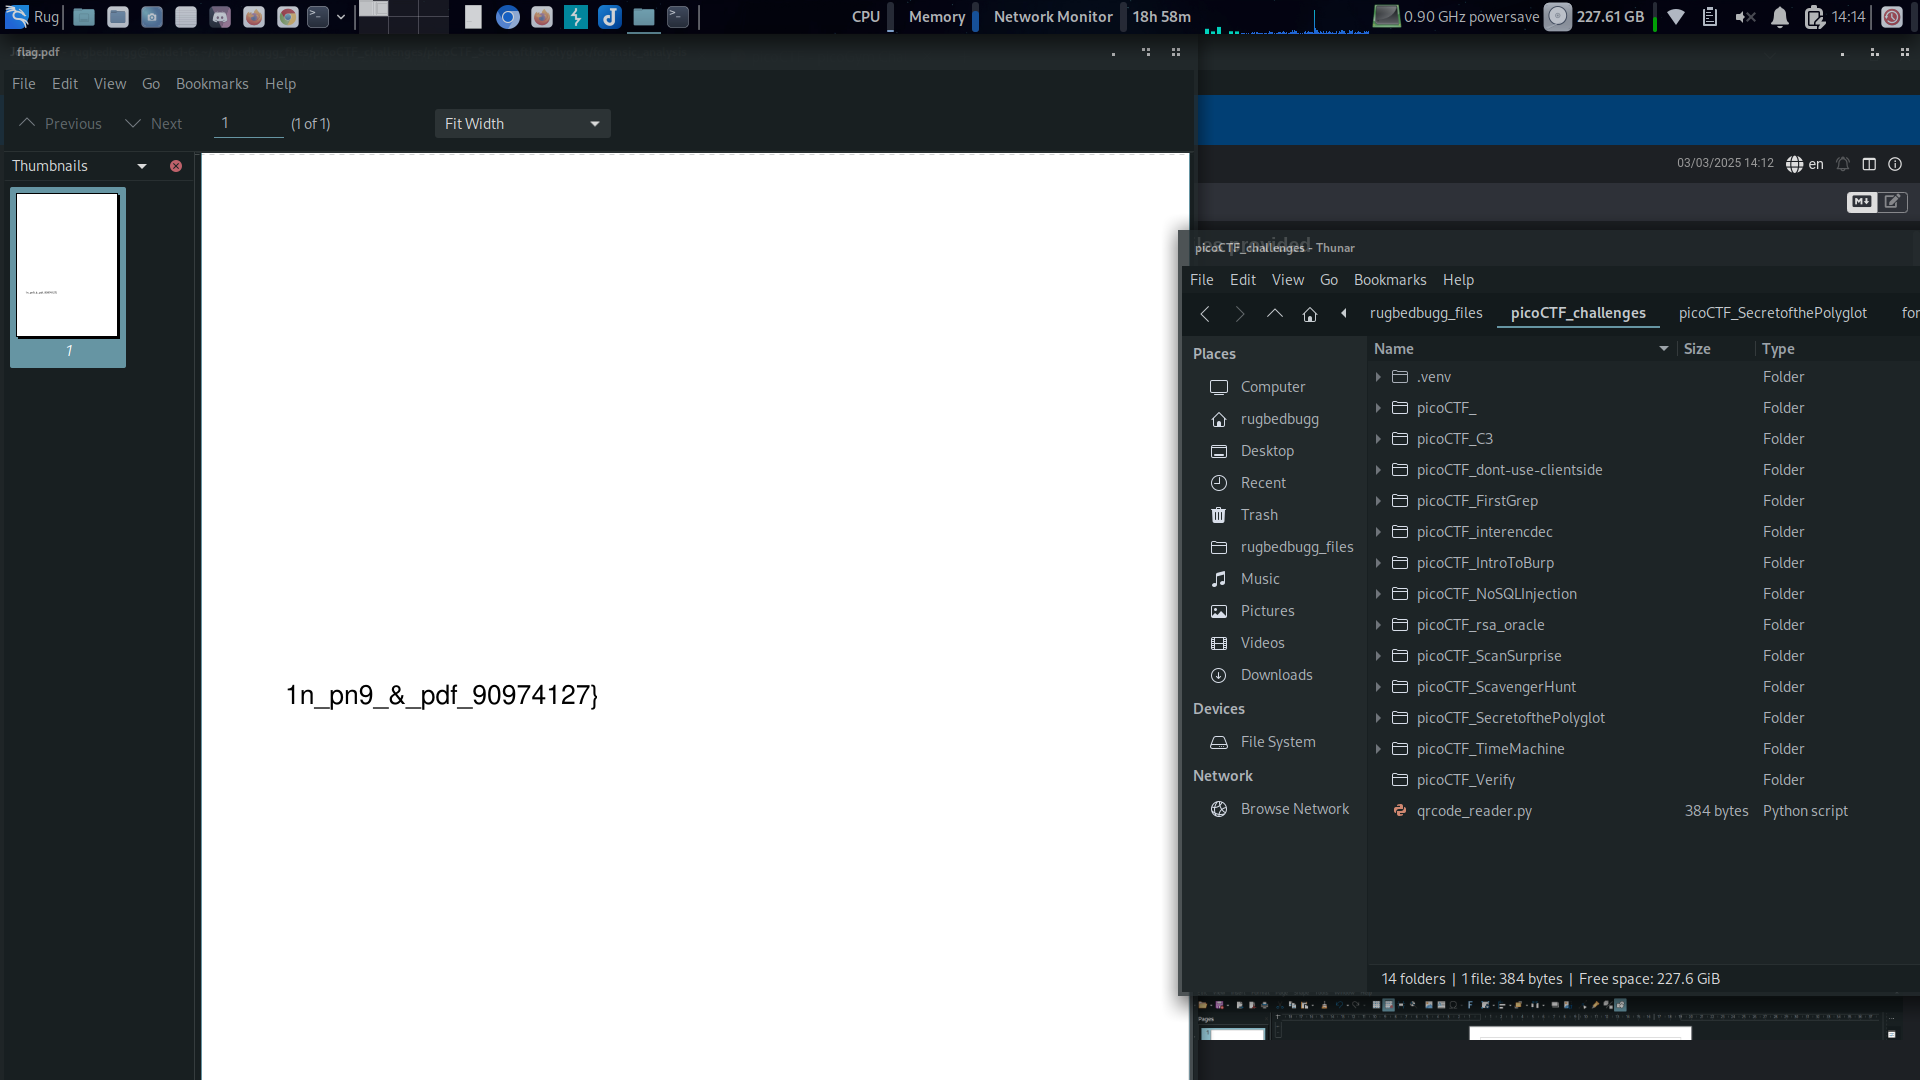 Rug
CPU
Memory
Network Monitor
18h 58m
0.90 GHz powersave
227.61 GB
14:14
flag.pdf
File Edit View Go Bookmarks Help
Previous Next 1 (1 of 1) Fit Width
Thumbnails
1
1n_pn9_&_pdf_90974127}
03/03/2025 14:12 en
picoCTF_challenges - Thunar
File Edit View Go Bookmarks Help
rugbedbugg_files picoCTF_challenges picoCTF_SecretofthePolyglot for
Places
Computer
rugbedbugg
Desktop
Recent
Trash
rugbedbugg_files
Music
Pictures
Videos
Downloads
Devices
File System
Network
Browse Network
Name Size Type
.venv Folder
picoCTF_ Folder
picoCTF_C3 Folder
picoCTF_dont-use-clientside Folder
picoCTF_FirstGrep Folder
picoCTF_interencdec Folder
picoCTF_IntroToBurp Folder
picoCTF_NoSQLInjection Folder
picoCTF_rsa_oracle Folder
picoCTF_ScanSurprise Folder
picoCTF_ScavengerHunt Folder
picoCTF_SecretofthePolyglot Folder
picoCTF_TimeMachine Folder
picoCTF_Verify Folder
qrcode_reader.py 384 bytes Python script
14 folders | 1 file: 384 bytes | Free space: 227.6 GiB
Pages